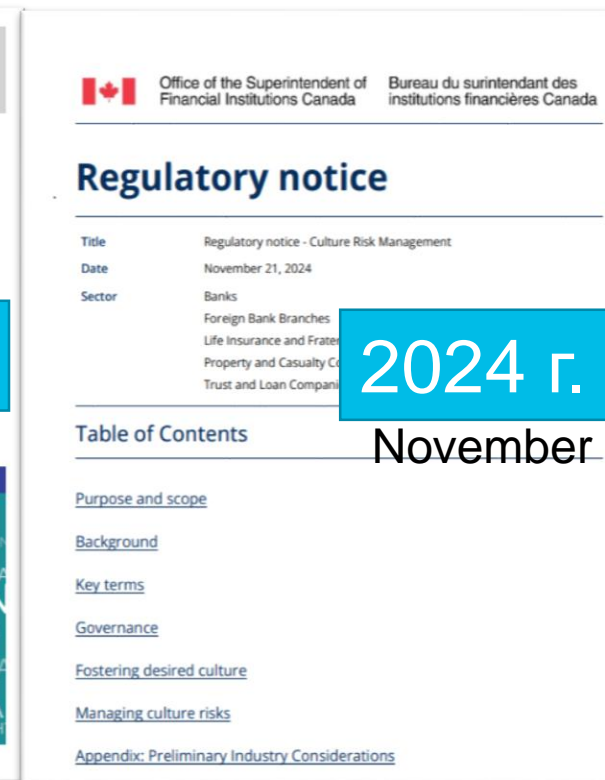 Office of the Superintendent of
Financial Institutions Canada
Bureau du surintendant des
institutions financières Canada
Regulatory notice
Title Regulatory notice - Culture Risk Management
Date November 21, 2024
Sector Banks
Foreign Bank Branches
Life Insurance and
Property and Casualty
Trust and Loan
2024 г.
November
Table of Contents
Purpose and scope
Background
Key terms
Governance
Fostering desired culture
Managing culture risks
Appendix: Preliminary Industry Considerations